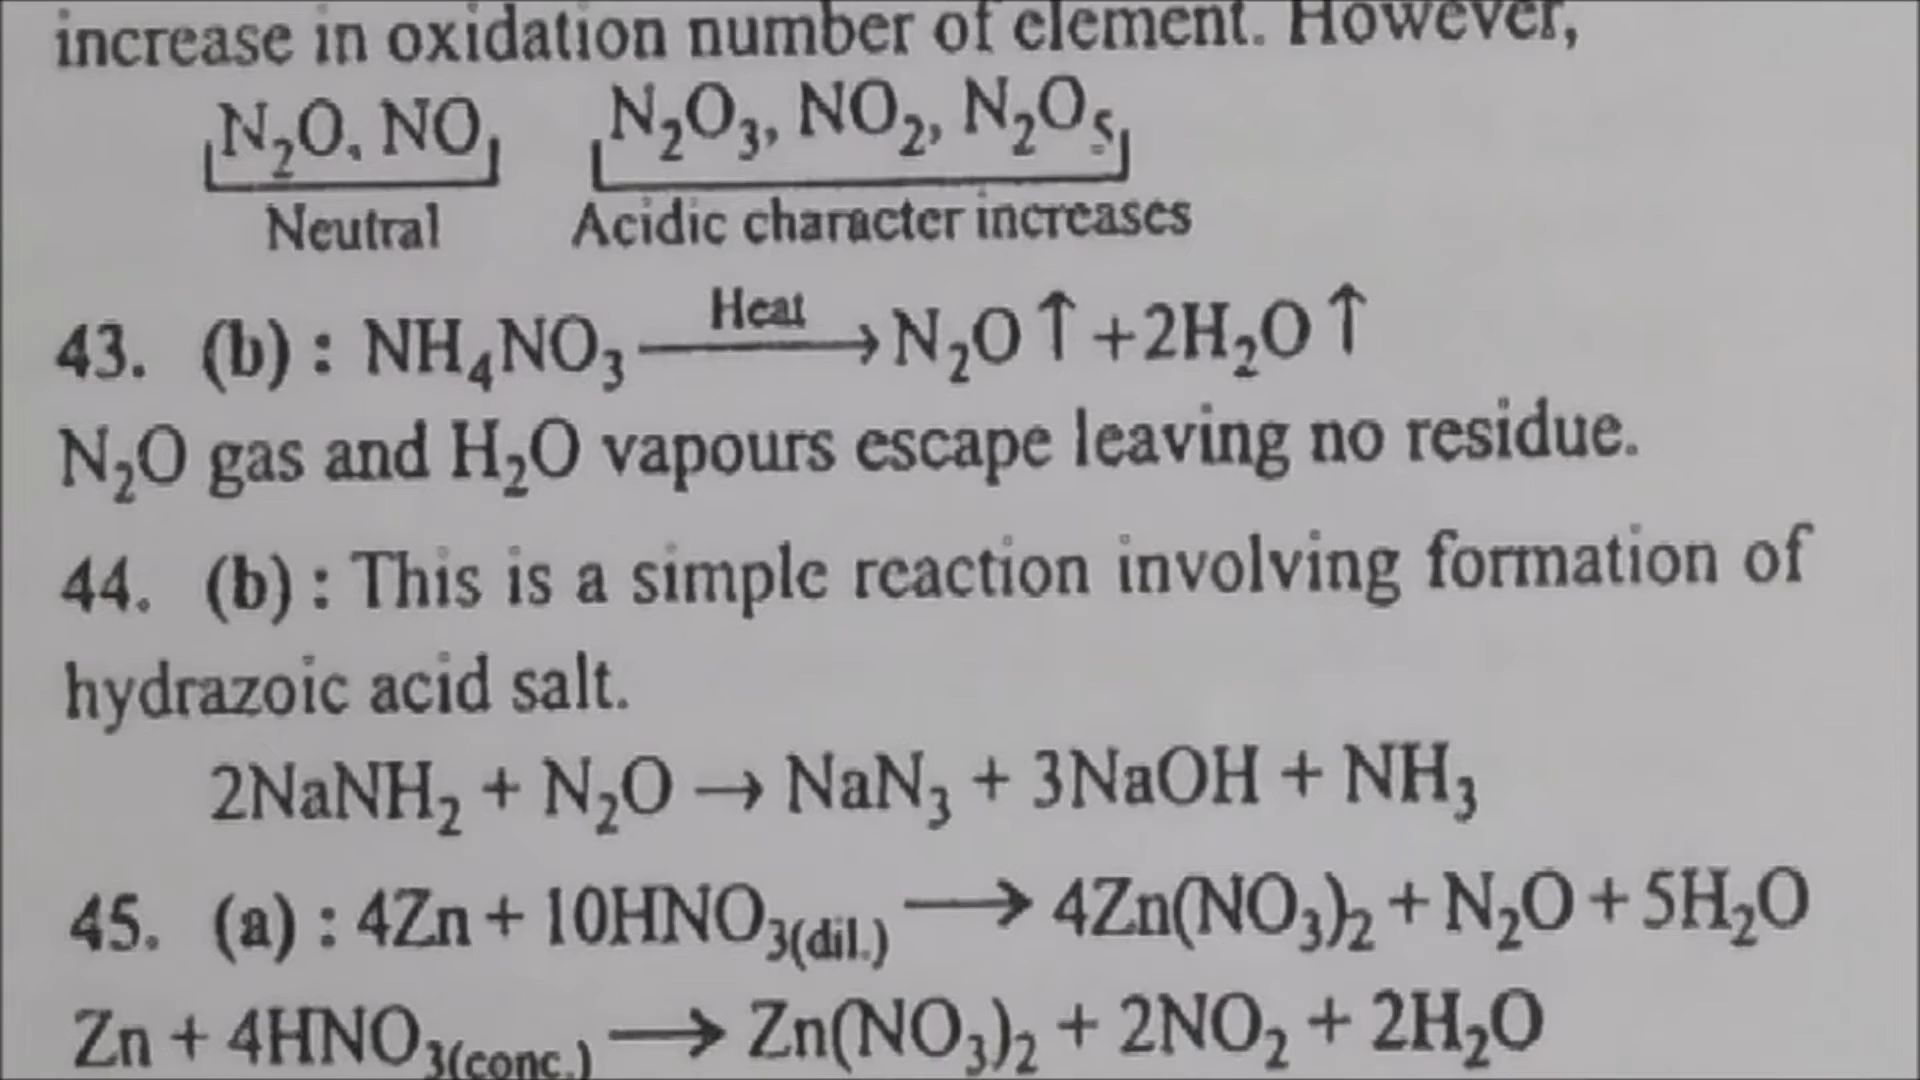 increase in oxidation number of element. However,
N₂O, NO, N₂O₃, NO₂, N₂O₅
Neutral Acidic character increases
43. (b) : NH₄NO₃ Heat → N₂O ↑ +2H₂O ↑
N₂O gas and H₂O vapours escape leaving no residue.
44. (b) : This is a simple reaction involving formation of
hydrazoic acid salt.
2NaNH₂ + N₂O → NaN₃ + 3NaOH + NH₃
45. (a) : 4Zn + 10HNO₃(dil.) → 4Zn(NO₃)₂ + N₂O + 5H₂O
Zn + 4HNO₃(conc.) → Zn(NO₃)₂ + 2NO₂ + 2H₂O